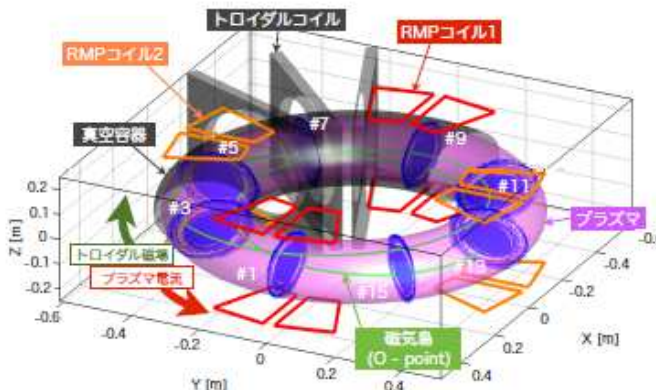 トロイダルコイル
RMPコイル1
RMPコイル2
真空容器
#7
#9
#5
#11
#3
プラズマ
トロイダル磁場
プラズマ電流
#1
#15
磁気島
(O - point)
Z [m]
0.2
0.1
0
-0.1
-0.2
-0.6
-0.4
-0.2
0
0.2
0.4
Y [m]
0.4
0.2
0
-0.2
-0.4
X [m]